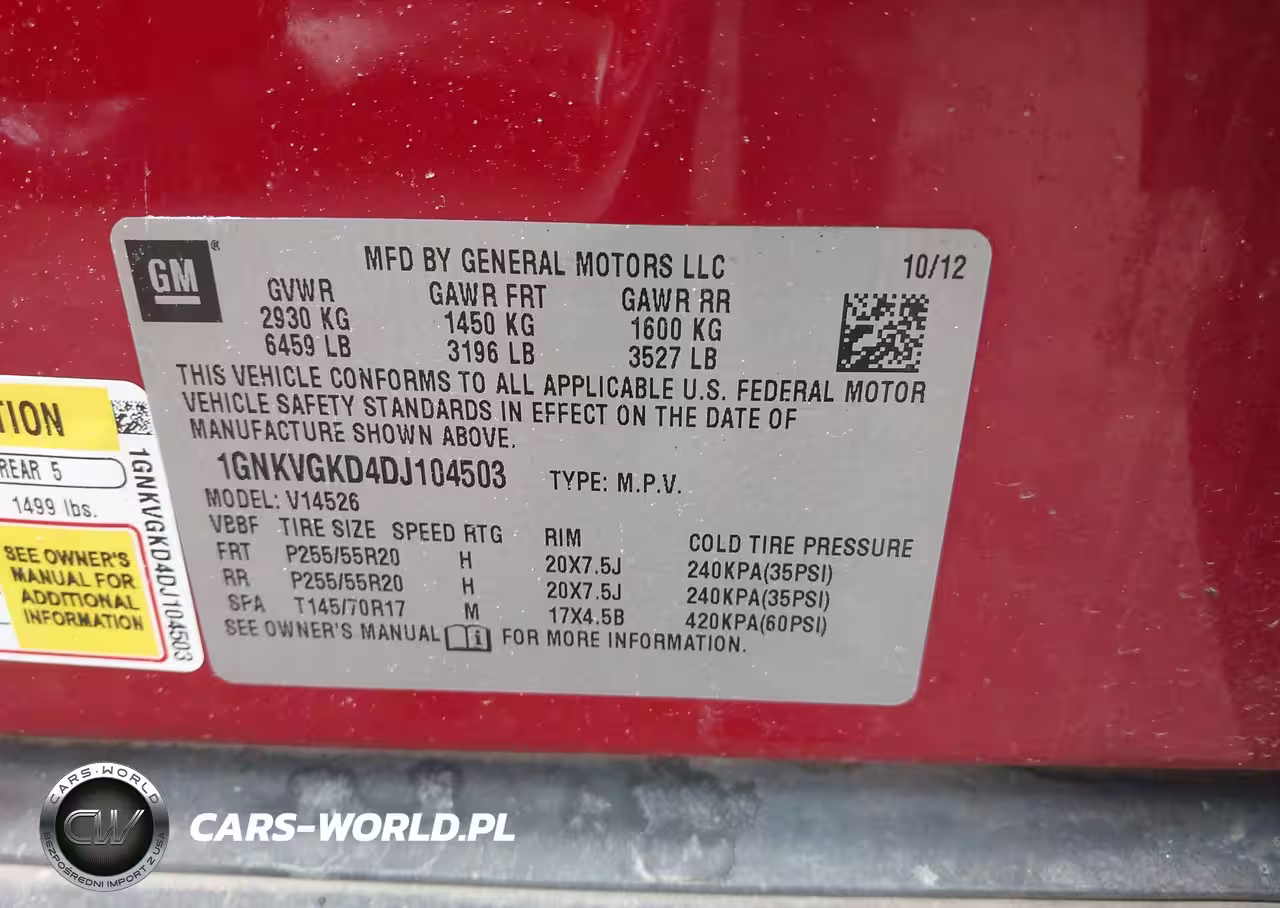 GM ®
MFD BY GENERAL MOTORS LLC 10/12
GVWR GAWR FRT GAWR RR
2930 KG 1450 KG 1600 KG
6459 LB 3196 LB 3527 LB
THIS VEHICLE CONFORMS TO ALL APPLICABLE U.S. FEDERAL MOTOR
VEHICLE SAFETY STANDARDS IN EFFECT ON THE DATE OF
MANUFACTURE SHOWN ABOVE.
1GNKVGKD4DJ104503 TYPE: M.P.V.
MODEL: V14526
VBBF TIRE SIZE SPEED RTG RIM COLD TIRE PRESSURE
FRT P255/55R20 H 20X7.5J 240KPA(35PSI)
RR P255/55R20 H 20X7.5J 240KPA(35PSI)
SPA T145/70R17 M 17X4.5B 420KPA(60PSI)
SEE OWNER'S MANUAL FOR MORE INFORMATION.
TION
REAR 5
1499 lbs.
SEE OWNER'S
MANUAL FOR
ADDITIONAL
INFORMATION
1GNKVGKD4DJ104503
CARS-WORLD
CW
BEZPOŚREDNI IMPORT Z USA
CARS-WORLD.PL